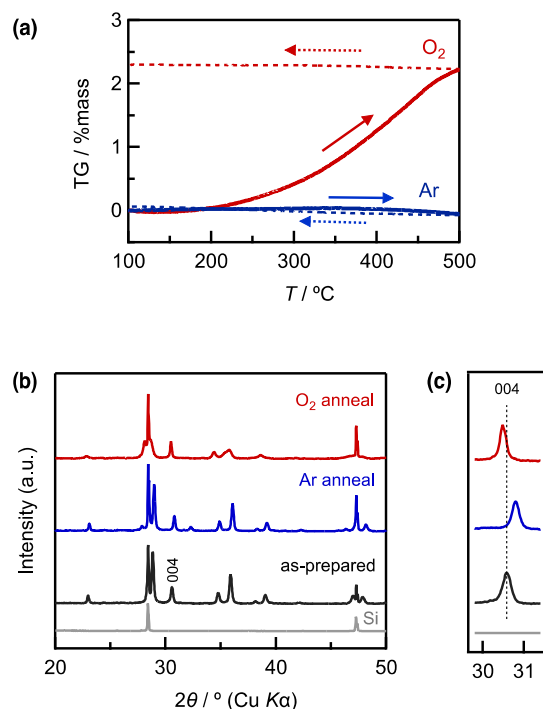 (a)
O₂
Ar
TG / %mass
3
2
1
0
100
200
300
400
500
T / ºC
(b)
(c)
O₂ anneal
Ar anneal
as-prepared
004
Si
Intensity (a.u.)
20
30
40
50
2θ / º (Cu Kα)
004
30
31